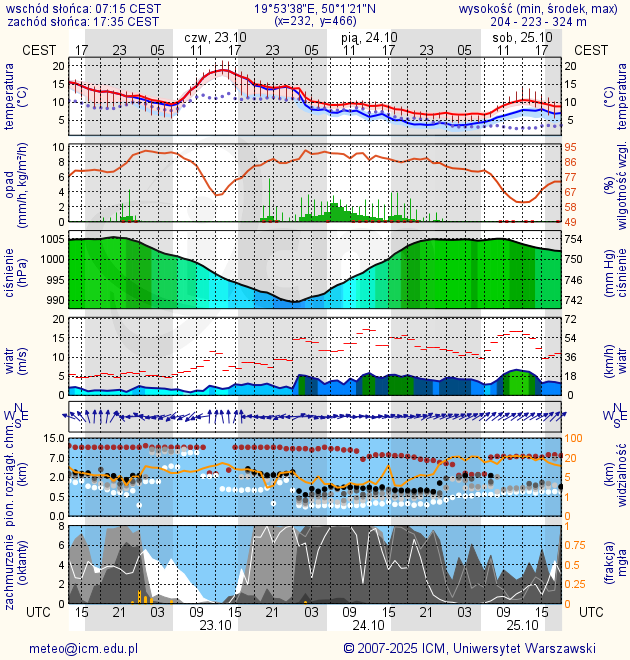 wschód słońca: 07:15 CEST 19°53'38"E, 50°1'21"N wysokość (min, środek, max)
zachód słońca: 17:35 CEST (x=232, y=466) 204 - 223 - 324 m
czw, 23.10 pią, 24.10 sob, 25.10
CEST 17 23 05 11 17 23 05 11 17 23 05 11 17 CEST
temperatura (°C) 20 15 10 5 20 15 10 5 (°C) temperatura
opad (mm/h, kg/m²/h) 10 8 6 4 2 0 95 86 77 67 58 49 (%) wilgotność wzgl.
ciśnienie (hPa) 1005 1000 995 990 754 750 746 742 (mm Hg) ciśnienie
wiatr (m/s) 20 15 10 5 0 72 54 36 18 0 (km/h) wiatr
N W E S N W E S
pion. rozciągł. chm. (km) 15.0 7.0 2.0 0.5 0.0 100 20 5 1 0 (km) widzialność
zachmurzenie (oktanty) 8 6 4 2 0 1 0.75 0.5 0.25 0 (frakcja) mgła
UTC 15 21 03 09 15 21 03 09 15 21 03 09 15 UTC
23.10 24.10 25.10
meteo@icm.edu.pl © 2007-2025 ICM, Uniwersytet Warszawski